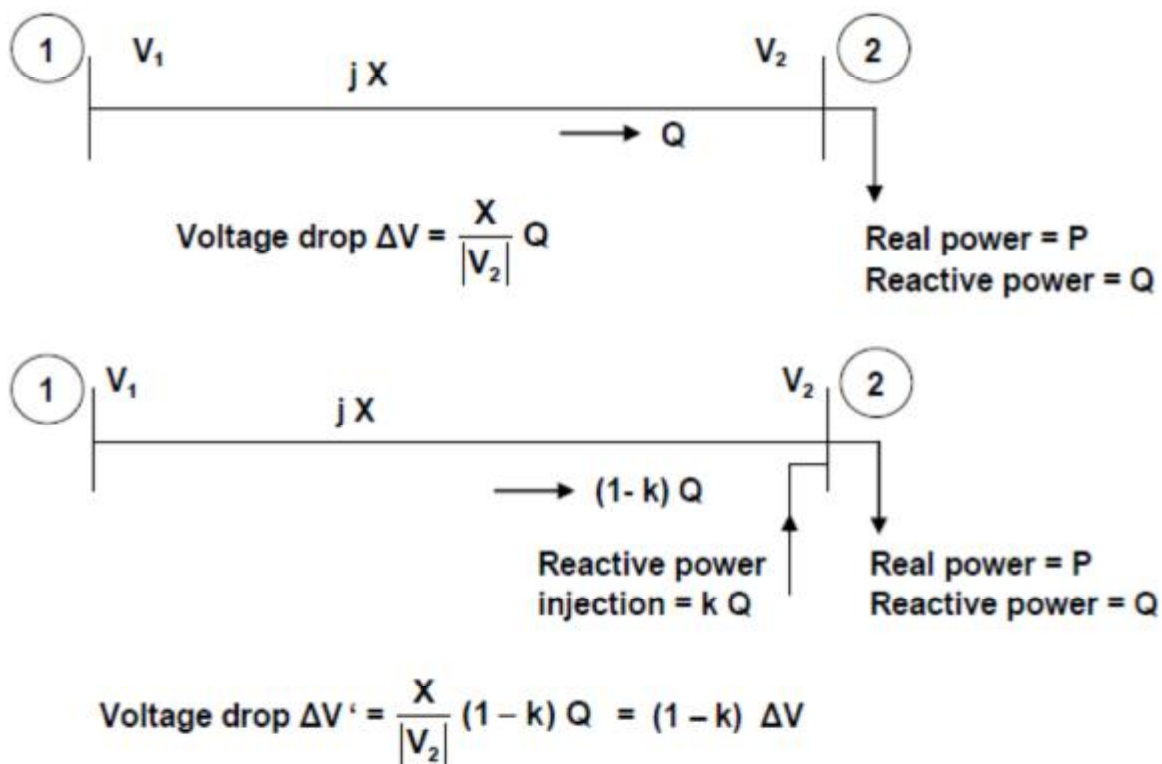 1 V₁ V₂ 2
j X
Q
Voltage drop ΔV = X/|V₂| Q
Real power = P
Reactive power = Q
1 V₁ V₂ 2
j X
(1- k) Q
Reactive power
injection = k Q
Real power = P
Reactive power = Q
Voltage drop ΔV ‘ = X/|V₂| (1 – k) Q = (1 – k) ΔV